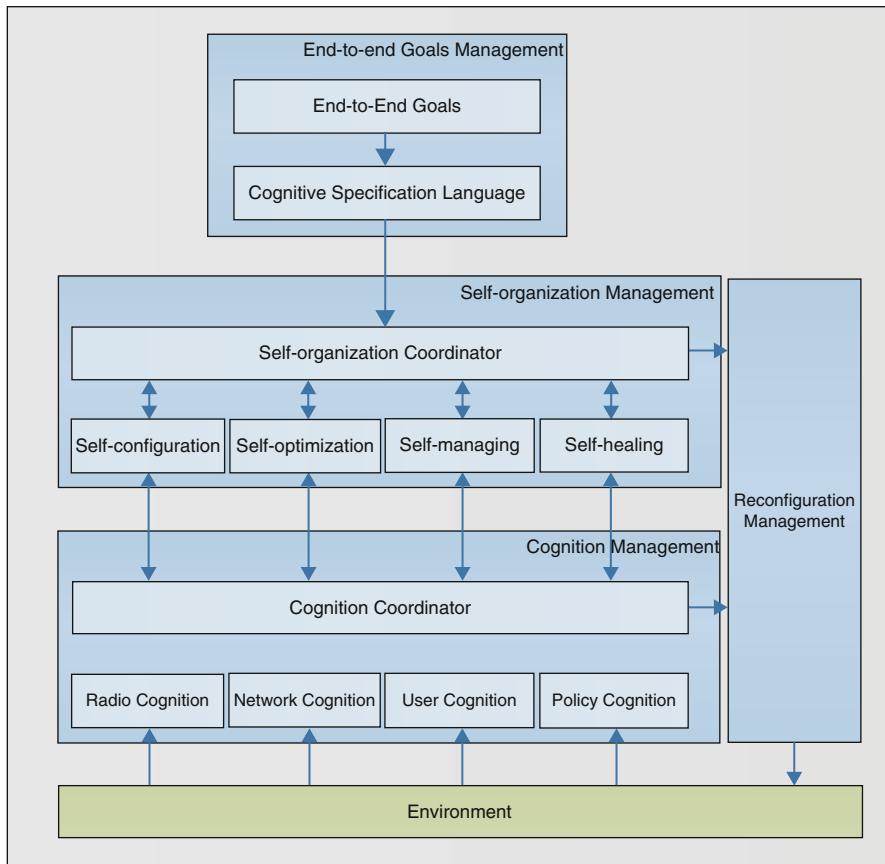 End-to-end Goals Management
End-to-End Goals
Cognitive Specification Language
Self-organization Management
Self-organization Coordinator
Self-configuration
Self-optimization
Self-managing
Self-healing
Reconfiguration
Management
Cognition Management
Cognition Coordinator
Radio Cognition
Network Cognition
User Cognition
Policy Cognition
Environment